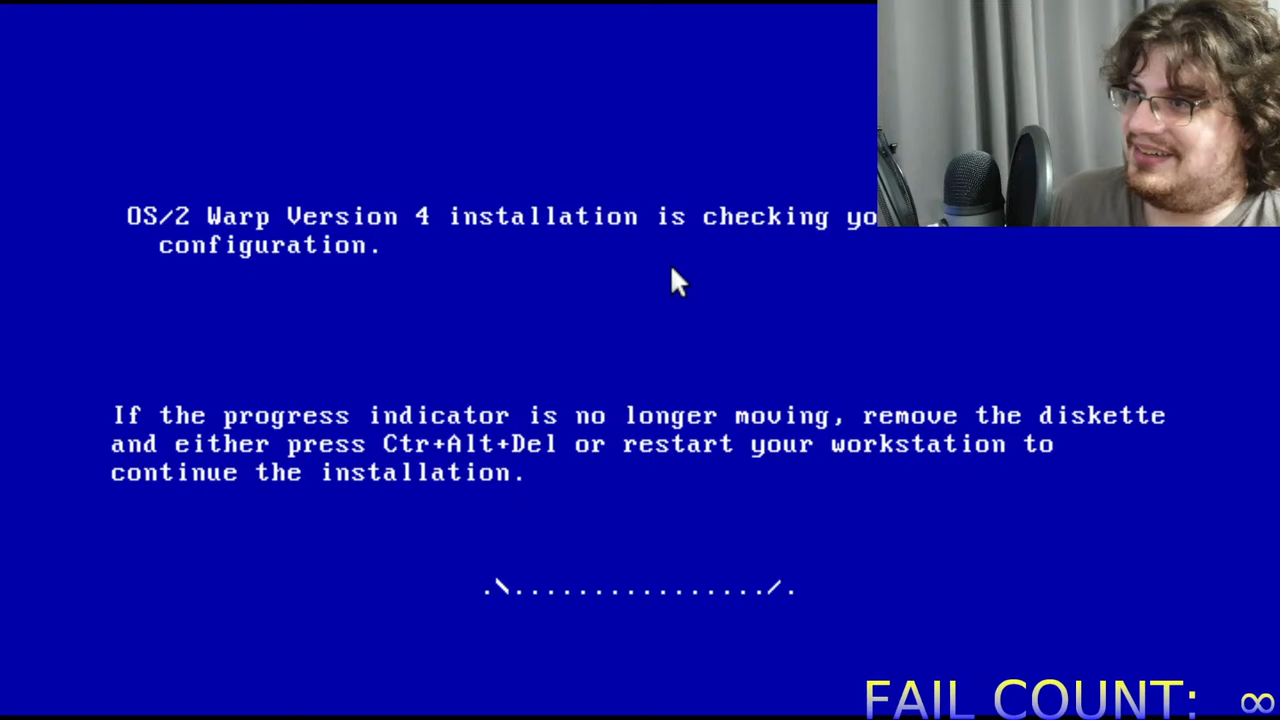 OS/2 Warp Version 4 installation is checking yo
configuration.
If the progress indicator is no longer moving, remove the diskette
and either press Ctr+Alt+Del or restart your workstation to
continue the installation.
.\................/.
FAIL COUNT: ∞